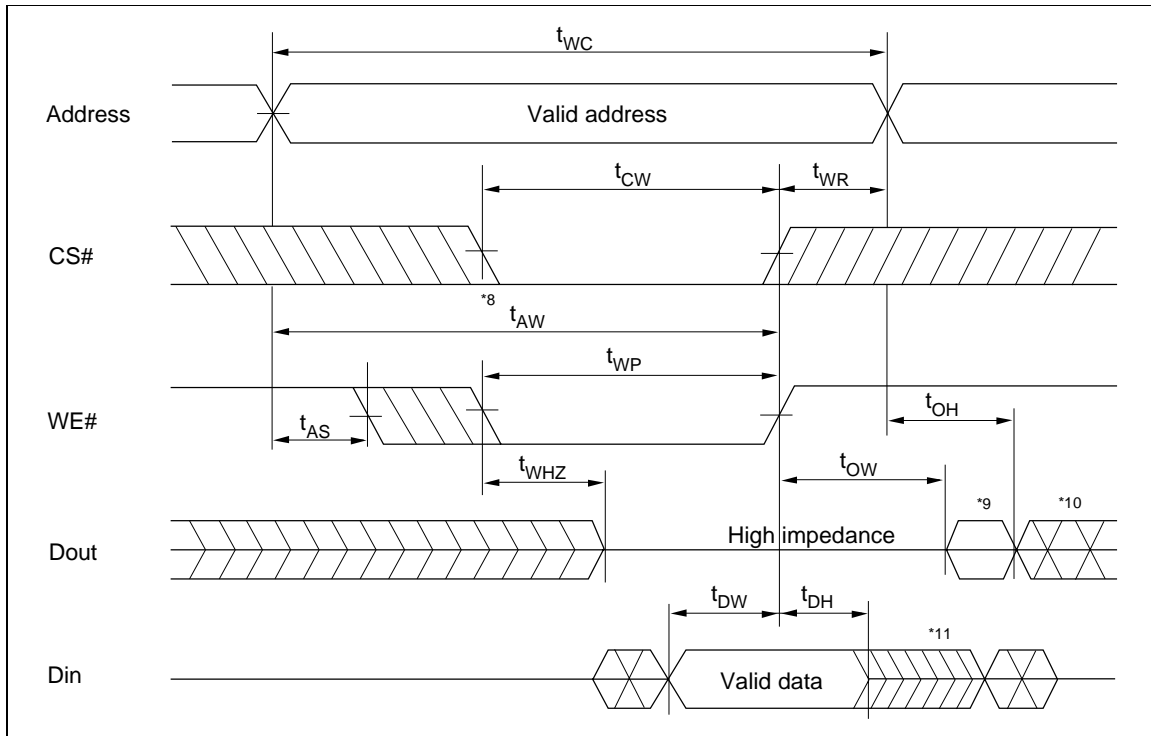 tWC
Address
Valid address
tCW
tWR
CS#
*8
tAW
tWP
WE#
tAS
tOH
tWHZ
tOW
*9
*10
Dout
High impedance
tDW
tDH
*11
Din
Valid data